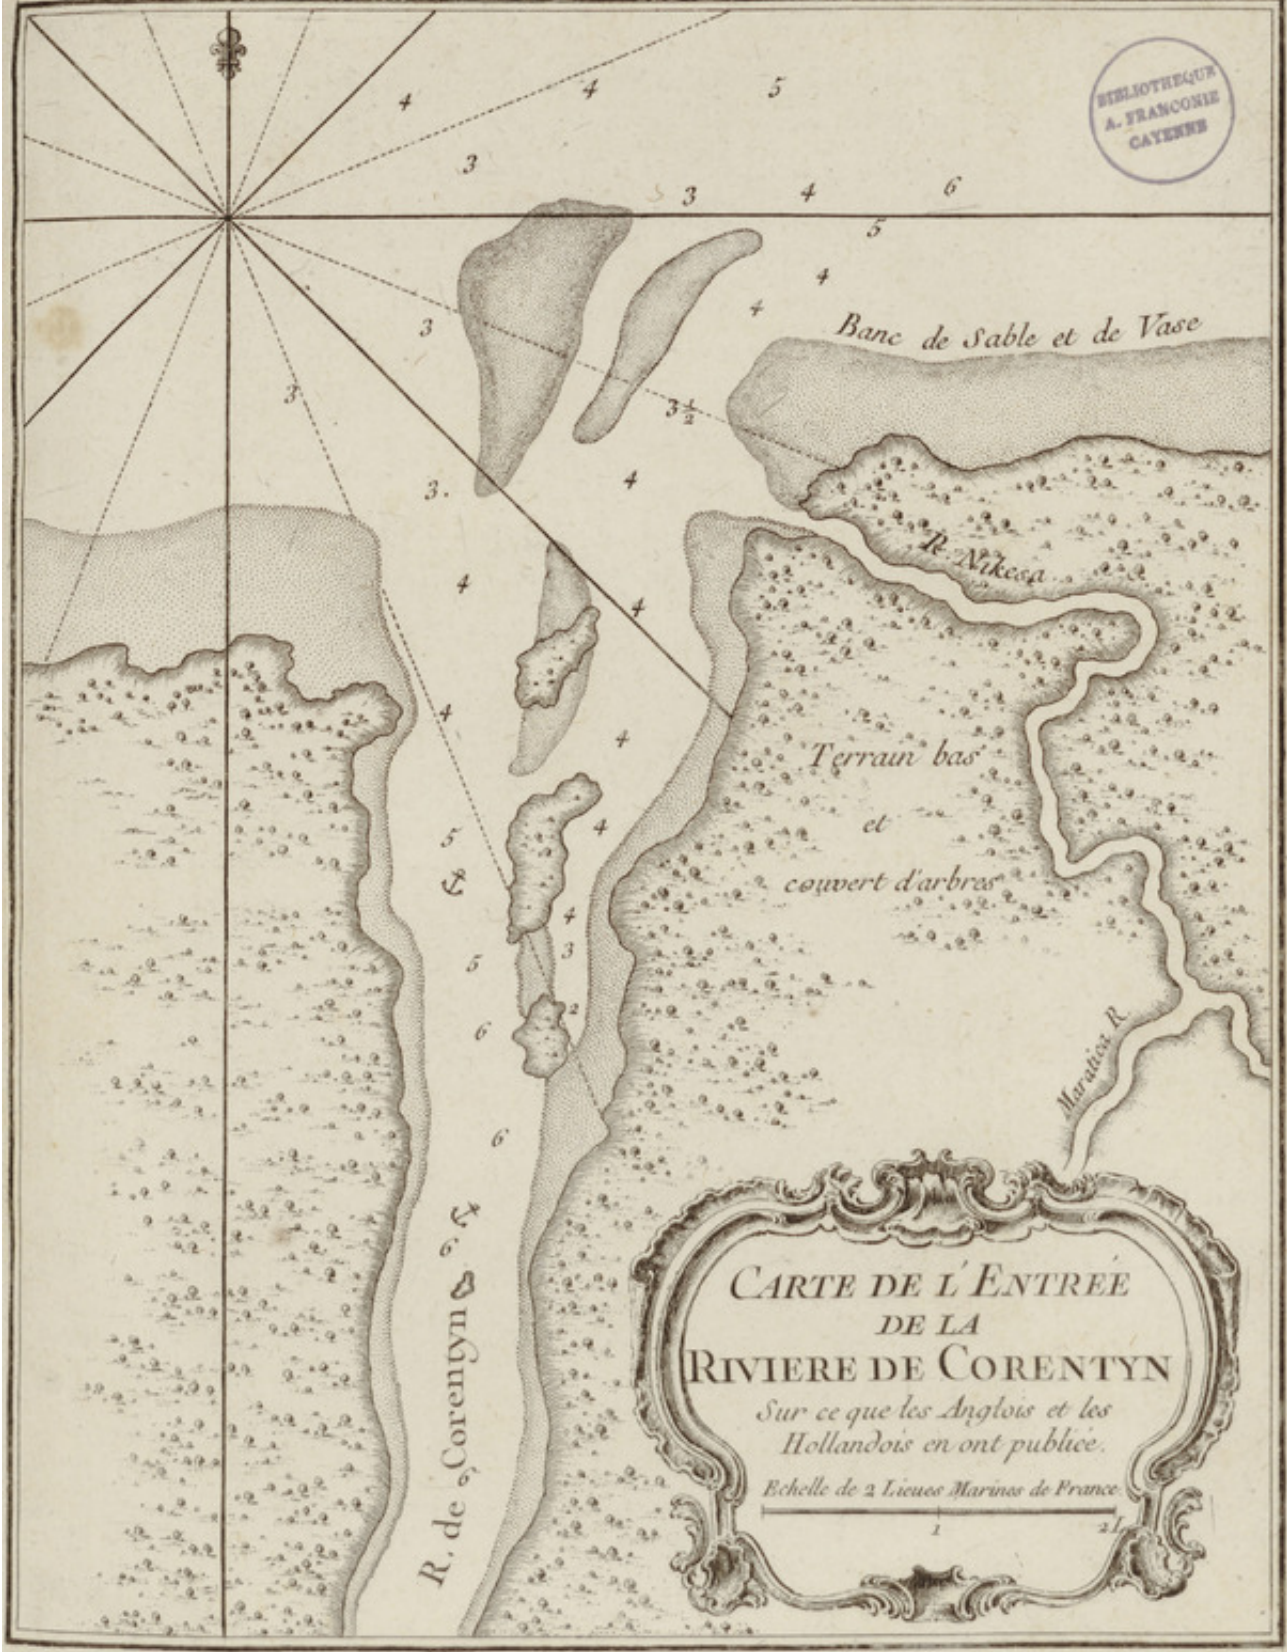 BIBLIOTHEQUE
A. FRANCONIE
CAYENNE
4 4 5
3
3 4 6
5
4
3 4
Banc de Sable et de Vase
3
3½
3. 4
R. Nikesa
4 4
4 4
Terrain bas
et
couvert d'arbres
5 4
4
5 3
6 2
Maratica R.
6
6
R. de 6 Corentyn
CARTE DE L'ENTRÉE
DE LA
RIVIERE DE CORENTYN
Sur ce que les Anglois et les
Hollandois en ont publiée.
Echelle de 2 Lieues Marines de France
1 2L